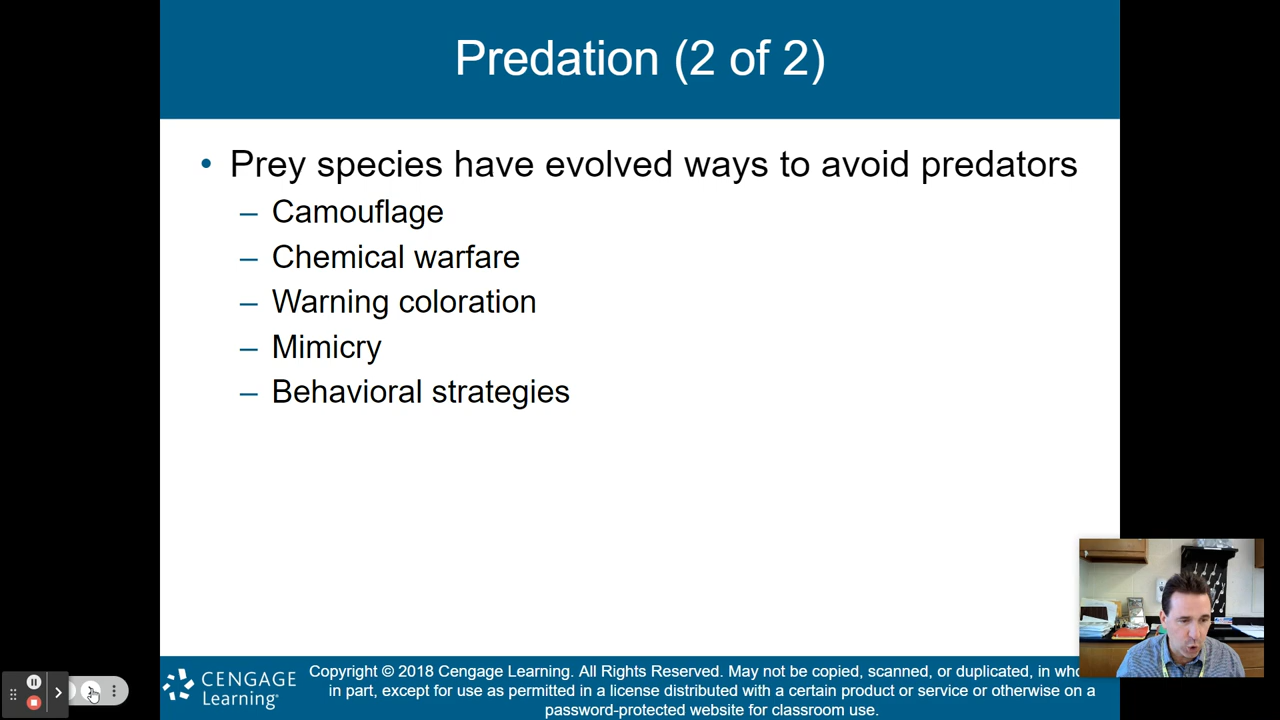 Predation (2 of 2)
• Prey species have evolved ways to avoid predators
– Camouflage
– Chemical warfare
– Warning coloration
– Mimicry
– Behavioral strategies
CENGAGE
Learning®
Copyright © 2018 Cengage Learning. All Rights Reserved. May not be copied, scanned, or duplicated, in
in part, except for use as permitted in a license distributed with a certain product or service or otherwise on a
password-protected website for classroom use.